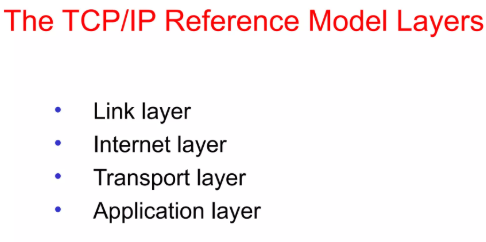 The TCP/IP Reference Model Layers
• Link layer
• Internet layer
• Transport layer
• Application layer